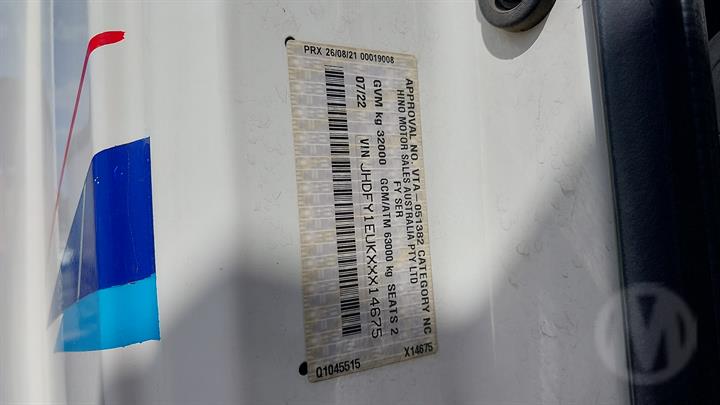 PRX 26/08/21 00019008
APPROVAL NO. VTA - 051382 CATEGORY NC
HINO MOTOR SALES AUSTRALIA PTY LTD
FY SER
GVM kg 32000 GCM/ATM 63000 kg SEATS 2
07/22 VIN JHDFY1EUKXXX14675
Q1045515 X14675